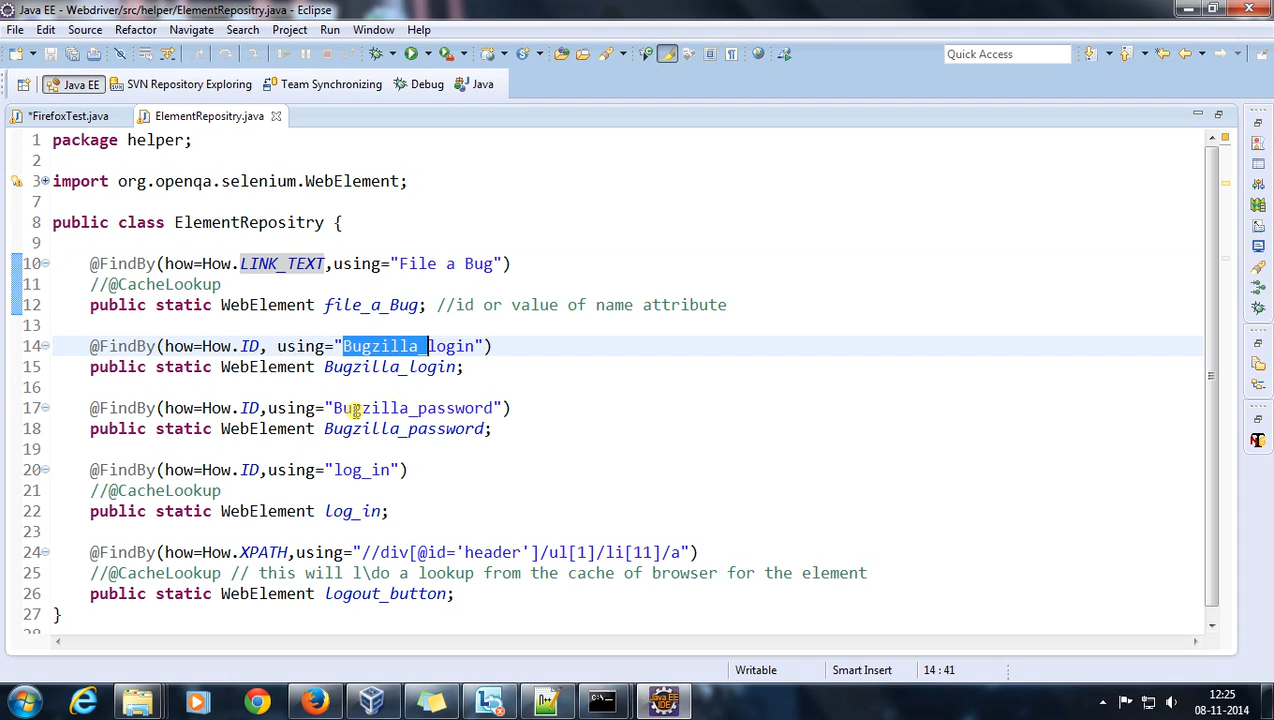 Java EE - Webdriver/src/helper/ElementRepositry.java - Eclipse
File Edit Source Refactor Navigate Search Project Run Window Help
Quick Access
Java EE SVN Repository Exploring Team Synchronizing Debug Java
*FirefoxTest.java ElementRepositry.java
1 package helper;
2
3 import org.openqa.selenium.WebElement;
7
8 public class ElementRepositry {
9
10 @FindBy(how=How.LINK_TEXT,using="File a Bug")
11 //@CacheLookup
12 public static WebElement file_a_Bug; //id or value of name attribute
13
14 @FindBy(how=How.ID, using="Bugzilla_login")
15 public static WebElement Bugzilla_login;
16
17 @FindBy(how=How.ID,using="Bugzilla_password")
18 public static WebElement Bugzilla_password;
19
20 @FindBy(how=How.ID,using="log_in")
21 //@CacheLookup
22 public static WebElement log_in;
23
24 @FindBy(how=How.XPATH,using="//div[@id='header']/ul[1]/li[11]/a")
25 //@CacheLookup // this will l\do a lookup from the cache of browser for the element
26 public static WebElement logout_button;
27 }
28
Writable Smart Insert 14 : 41
12:25
08-11-2014